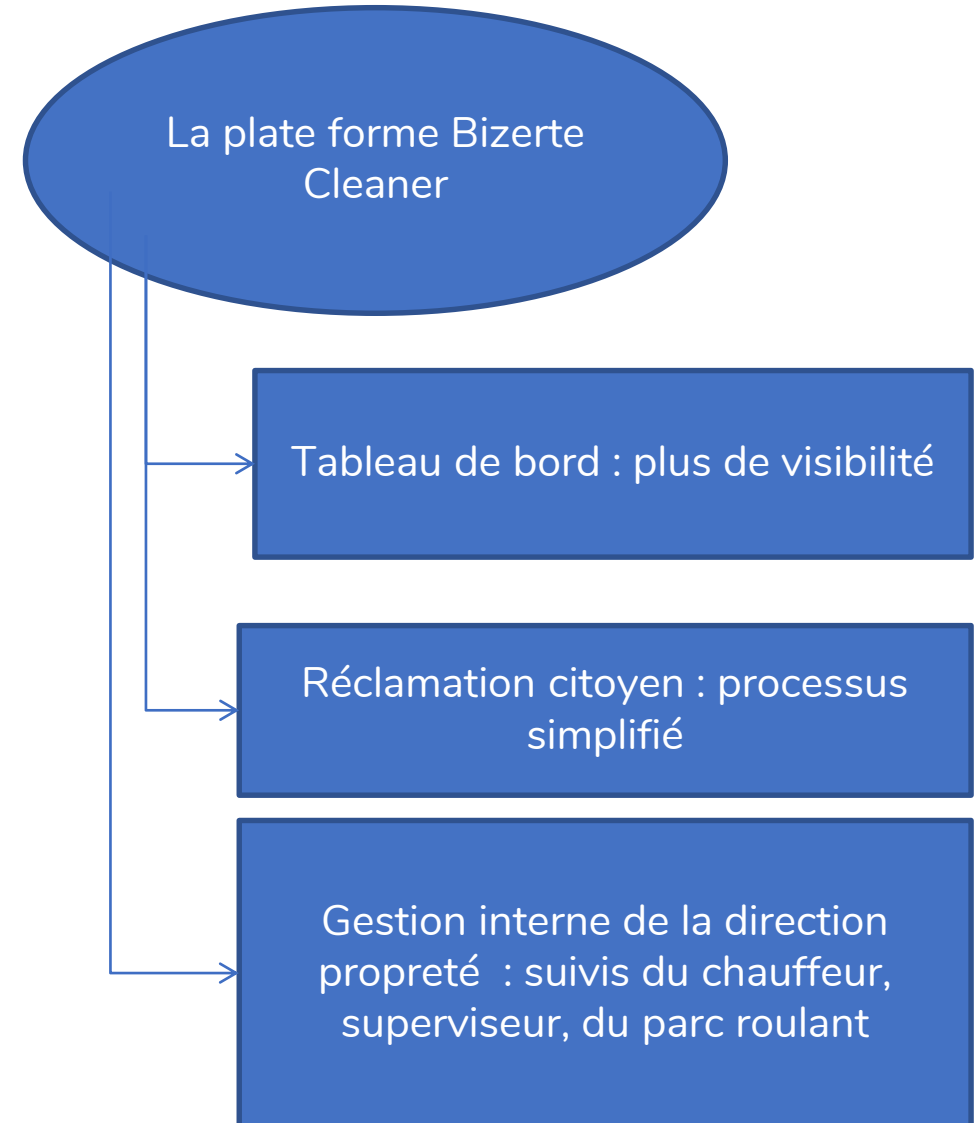 La plate forme Bizerte
Cleaner
Tableau de bord : plus de visibilité
Réclamation citoyen : processus
simplifié
Gestion interne de la direction
propreté  : suivis du chauffeur,
superviseur, du parc roulant